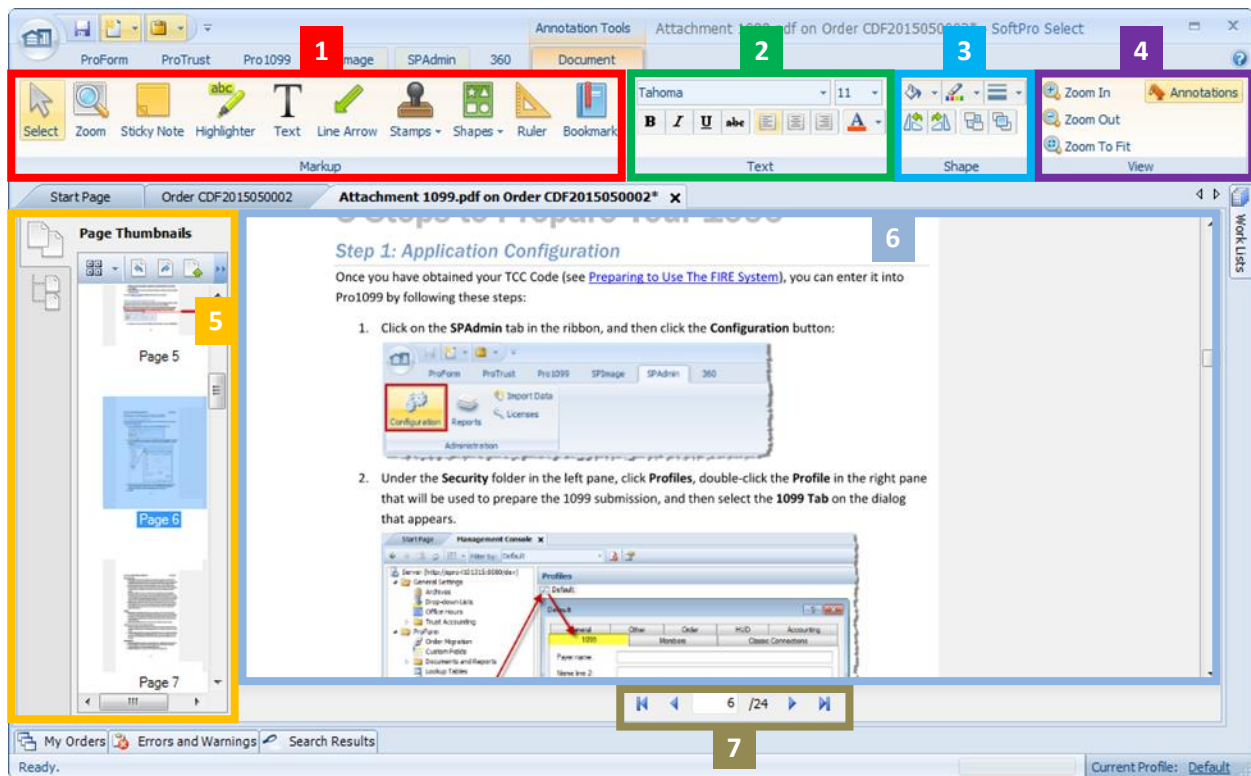 Annotation Tools
Attachment 1099.pdf on Order CDF2015050002* - SoftPro Select
ProForm ProTrust Pro1099 mage SPAdmin 360 Document
1 2 3 4
Select Zoom Sticky Note Highlighter Text Line Arrow Stamps Shapes Ruler Bookmark
abc
Markup
Tahoma 11
B I U abc A
Text
Shape
Zoom In Annotations
Zoom Out
Zoom To Fit
View
Start Page Order CDF2015050002 Attachment 1099.pdf on Order CDF2015050002* x
Work Lists
Page Thumbnails
5
Page 5
Page 6
Page 7
6
Step 1: Application Configuration
Once you have obtained your TCC Code (see Preparing to Use The FIRE System), you can enter it into
Pro1099 by following these steps:
1. Click on the SPAdmin tab in the ribbon, and then click the Configuration button:
ProForm ProTrust Pro1099 SPImage SPAdmin 360
Configuration Reports Import Data
Licenses
Administration
2. Under the Security folder in the left pane, click Profiles, double-click the Profile in the right pane
that will be used to prepare the 1099 submission, and then select the 1099 Tab on the dialog
that appears.
Start Page Management Console x
Filter by: Default
General Settings
Archives
Drop-down Lists
Office Hours
Trust Accounting
ProForm
Order Migration
Custom Fields
Documents and Reports
Lookup Tables
Profiles
Default
Default
General Other Order HUD Accounting
1099 Members Classic Connections
Payer name:
Name line 2:
6 /24
7
My Orders Errors and Warnings Search Results
Ready. Current Profile: Default